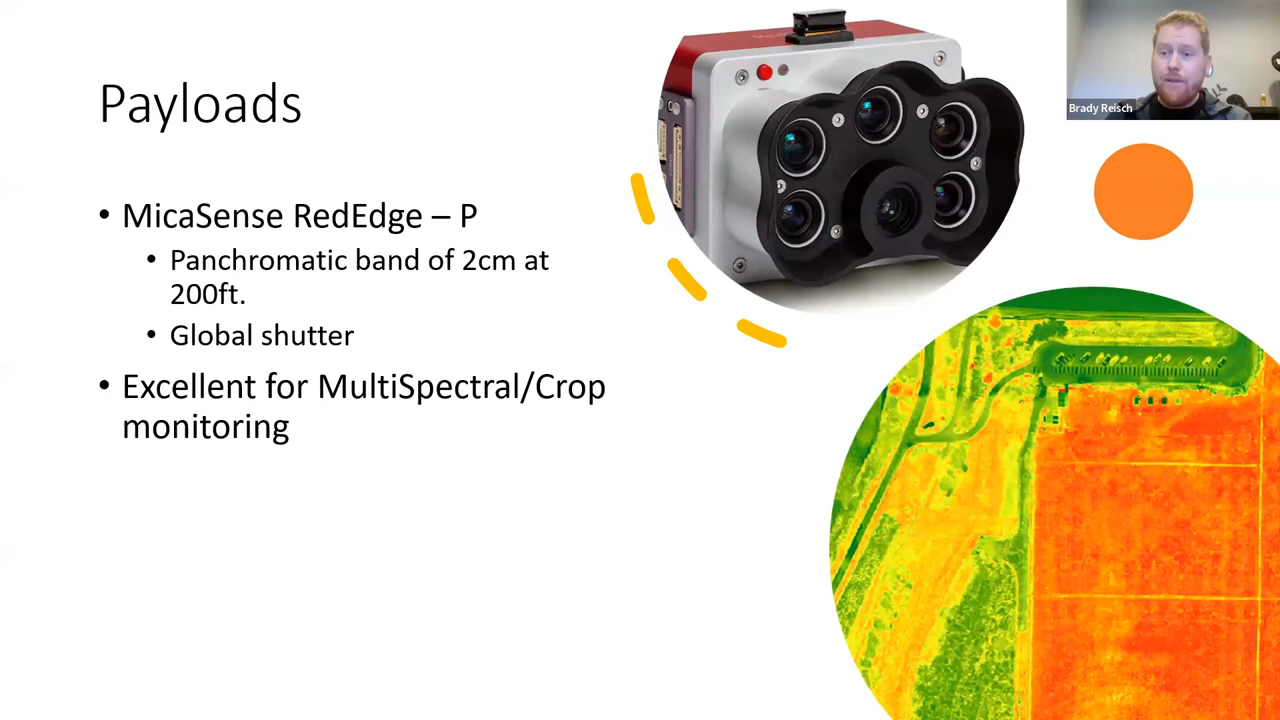 Payloads
• MicaSense RedEdge – P
• Panchromatic band of 2cm at
200ft.
• Global shutter
• Excellent for MultiSpectral/Crop
monitoring
Brady Reisch